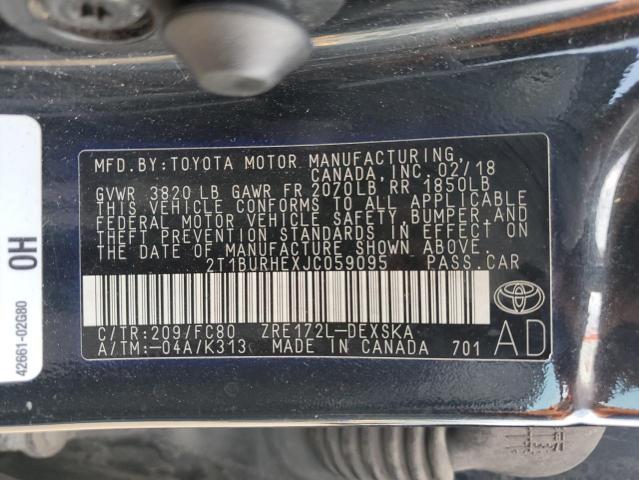 MFD.BY:TOYOTA MOTOR MANUFACTURING,
CANADA, INC. 02/18
GVWR 3820 LB GAWR FR 2070LB RR 1850LB
THIS VEHICLE CONFORMS TO ALL APPLICABLE
FEDERAL MOTOR VEHICLE SAFETY, BUMPER, AND
THEFT PREVENTION STANDARDS IN EFFECT ON
THE DATE OF MANUFACTURE SHOWN ABOVE.
2T1BURHEXJC059095 PASS.CAR
C/TR:209/FC80 ZRE172L-DEXSKA
A/TM:-04A/K313 MADE IN CANADA 701
AD
0H
42661-02G80